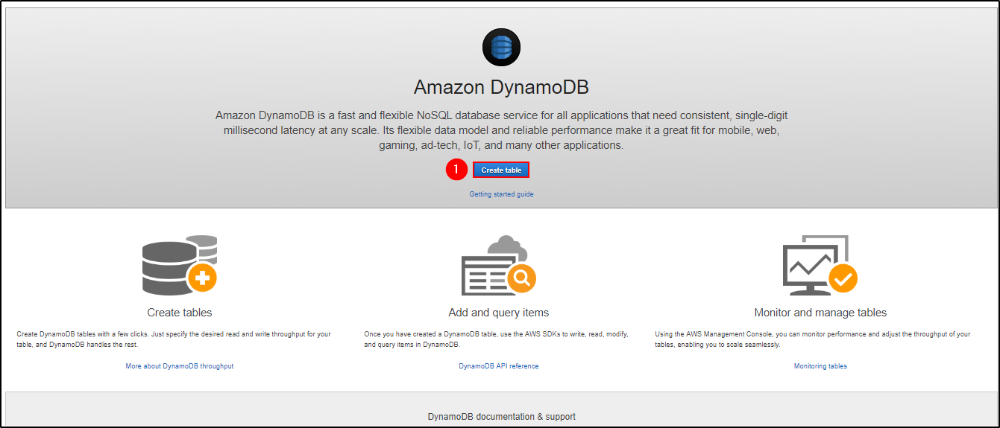 Amazon DynamoDB
Amazon DynamoDB is a fast and flexible NoSQL database service for all applications that need consistent, single-digit
millisecond latency at any scale. Its flexible data model and reliable performance make it a great fit for mobile, web,
gaming, ad-tech, IoT, and many other applications.
1 Create table
Getting started guide
Create tables
Create DynamoDB tables with a few clicks. Just specify the desired read and write throughput for your
table, and DynamoDB handles the rest.
More about DynamoDB throughput
Add and query items
Once you have created a DynamoDB table, use the AWS SDKs to write, read, modify,
and query items in DynamoDB.
DynamoDB API reference
Monitor and manage tables
Using the AWS Management Console, you can monitor performance and adjust the throughput of your
tables, enabling you to scale seamlessly.
Monitoring tables
DynamoDB documentation & support